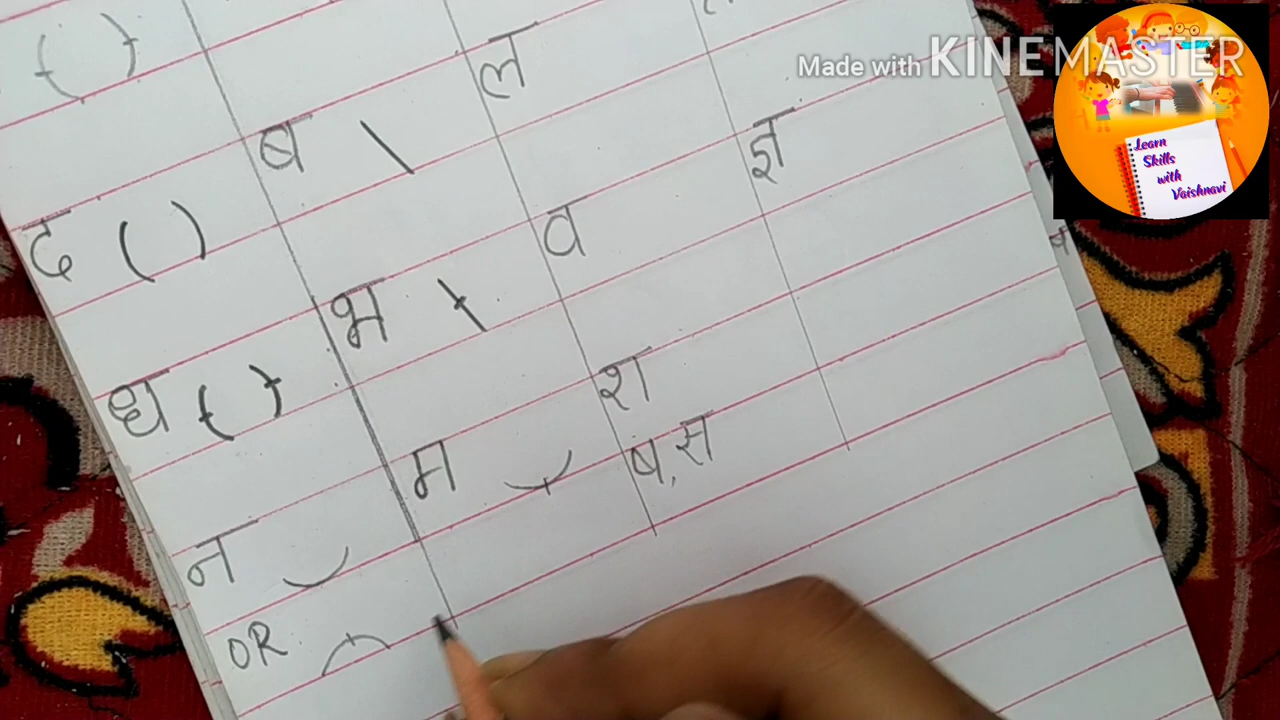 Made with KINEMASTER
Learn
Skills
with
Vaishnavi
ल
ब
ज्ञ
द
व
भ
ध
श
म
ष, स
न
OR